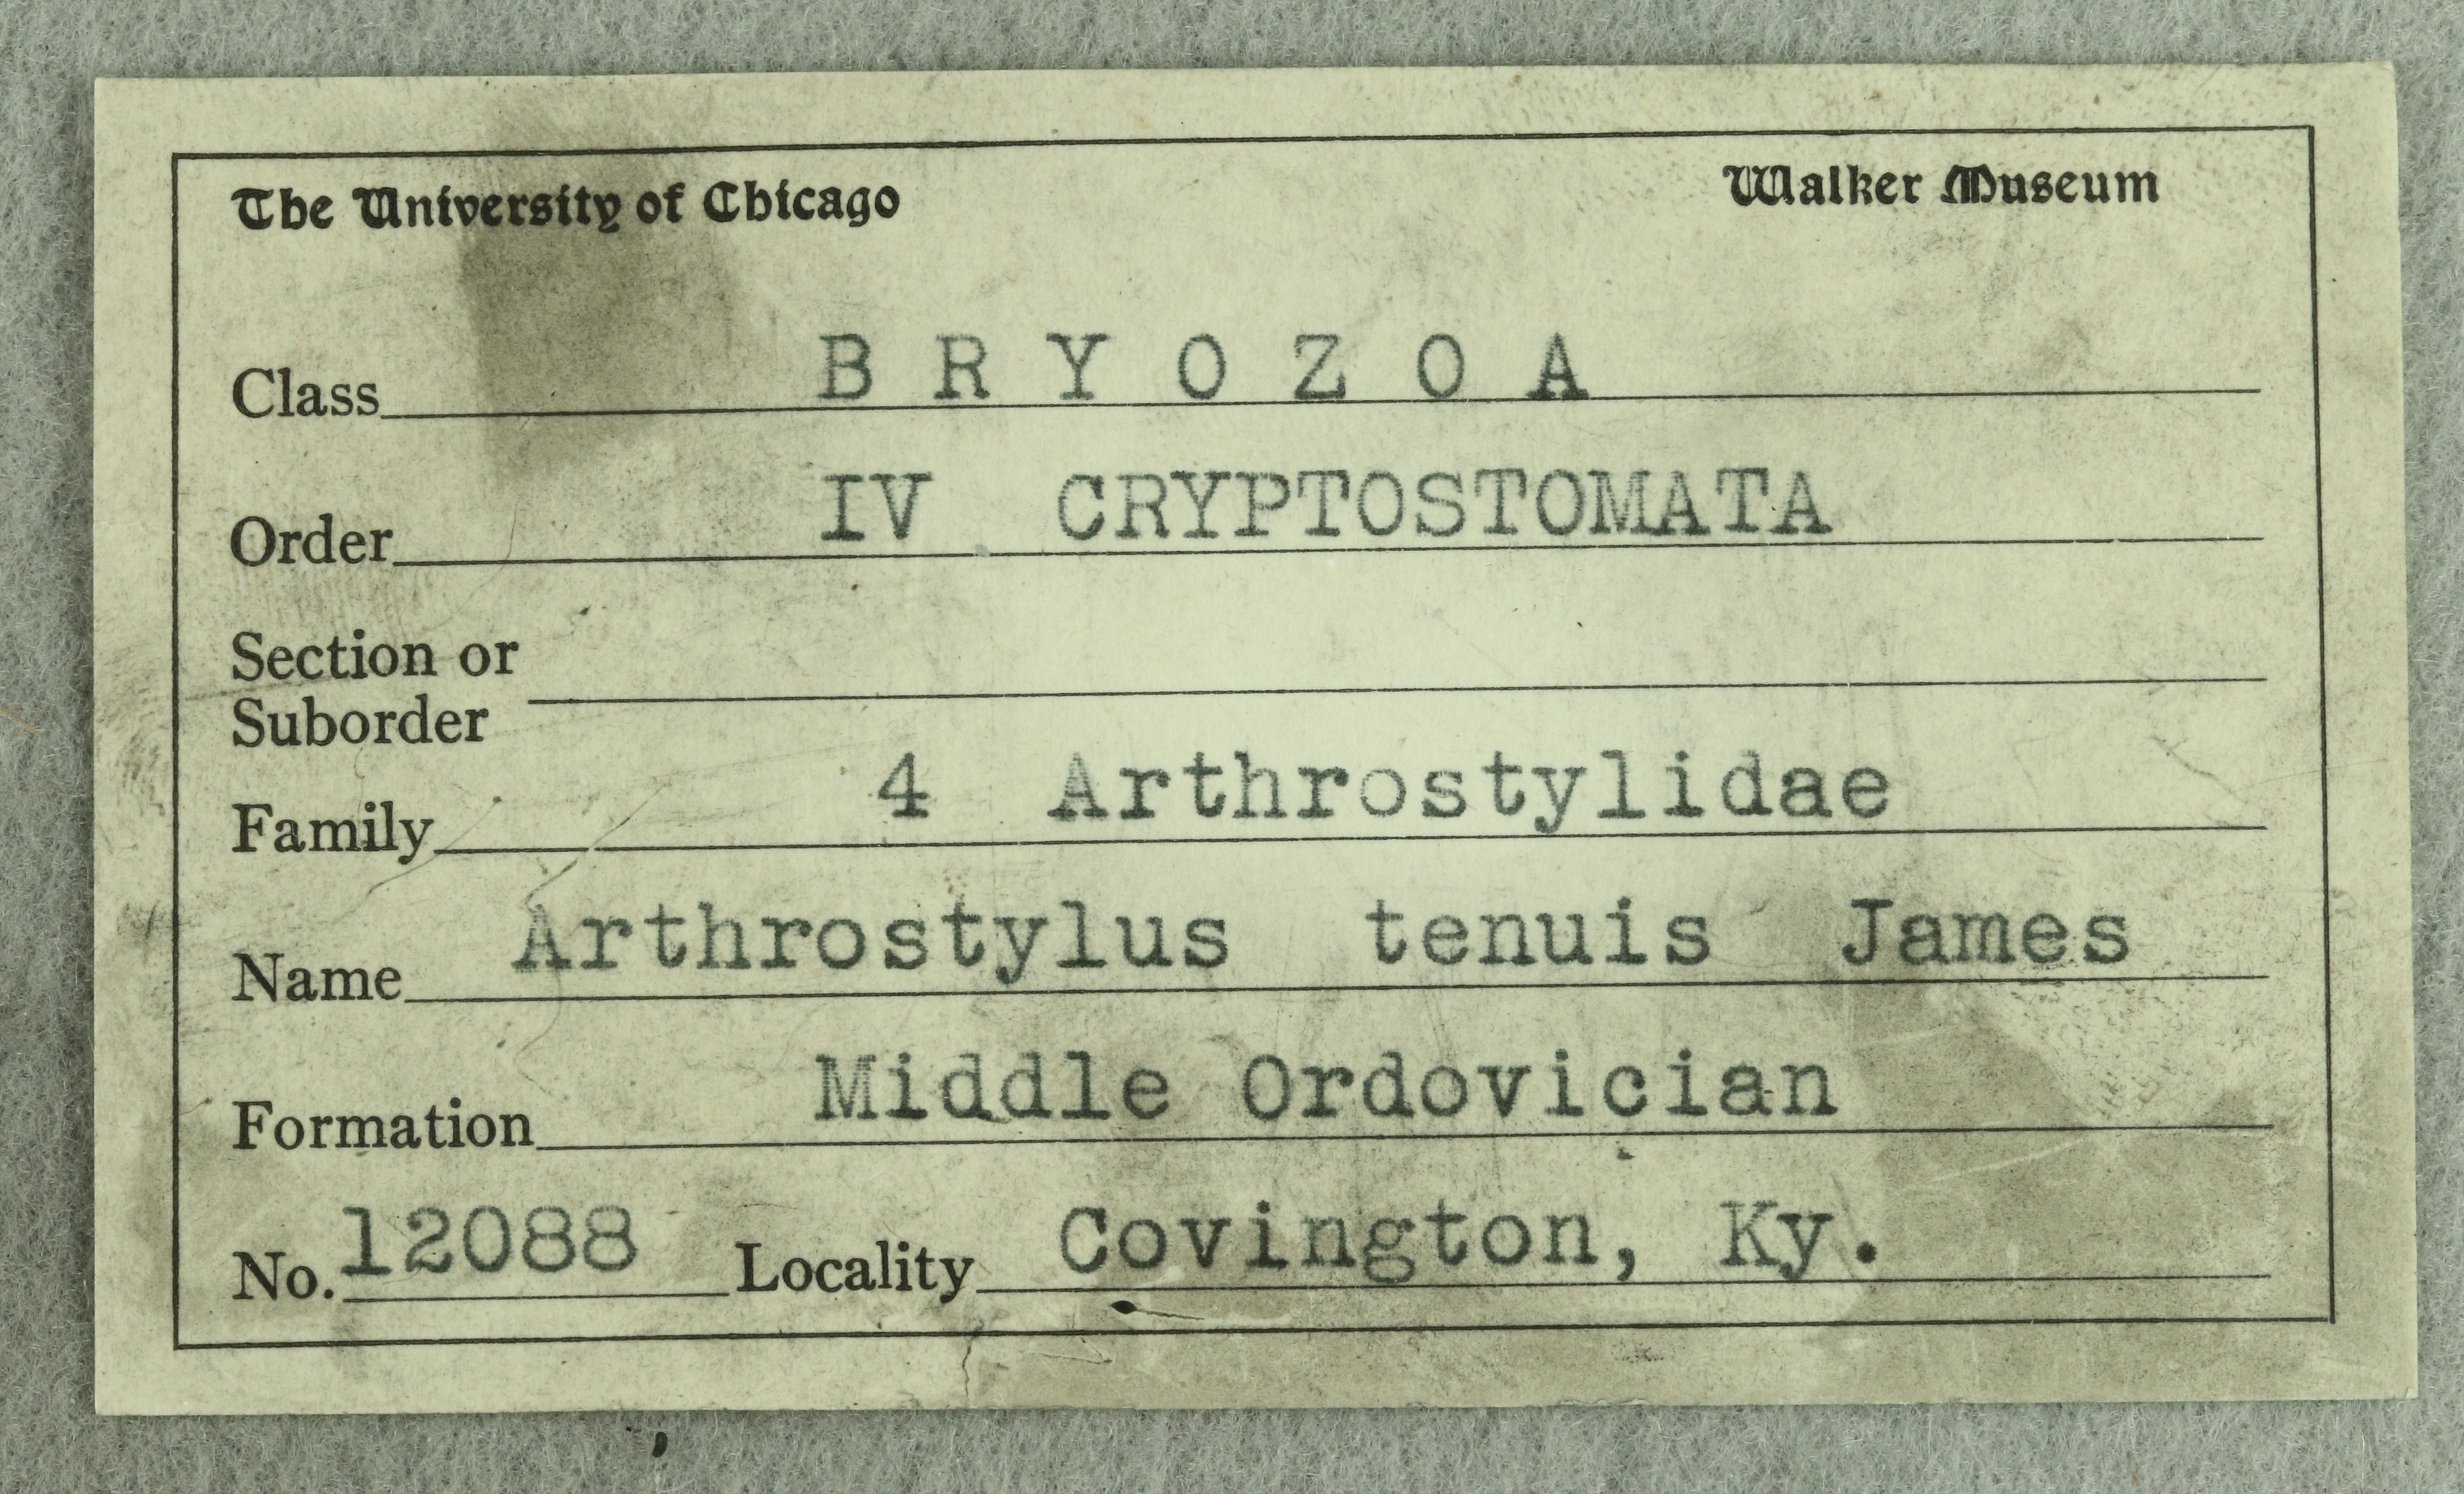 The University of Chicago Walker Museum
Class BRYOZOA
Order IV CRYPTOSTOMATA
Section or
Suborder
Family 4 Arthrostylidae
Name Arthrostylus tenuis James
Formation Middle Ordovician
No. 12088 Locality Covington, Ky.